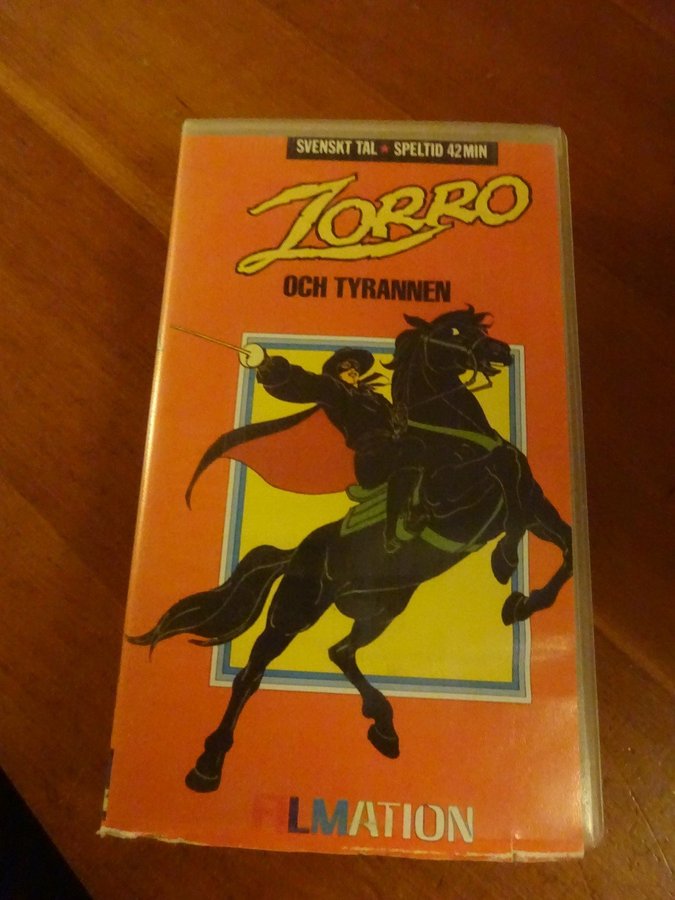 SVENSKT TAL ★ SPELTID 42 MIN
ZORRO
OCH TYRANNEN
FILMATION